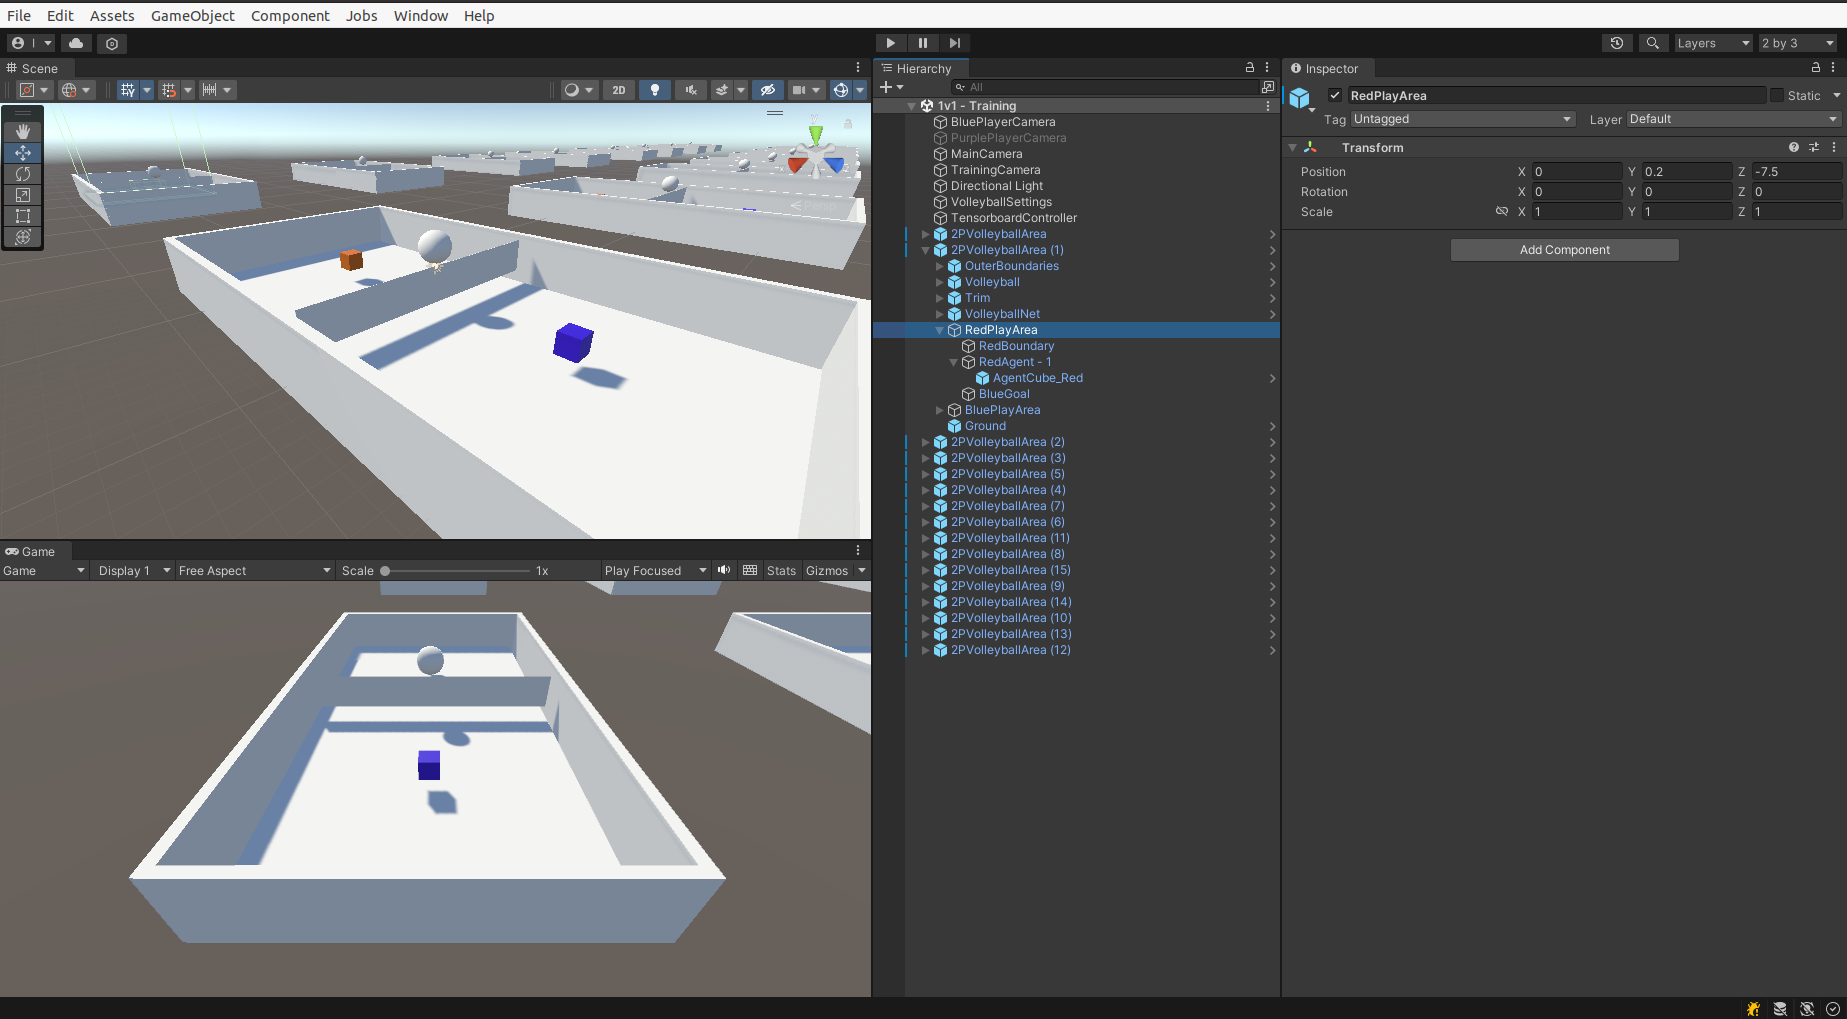 File Edit Assets GameObject Component Jobs Window Help
I
Layers 2 by 3
Scene
2D
Y
Persp
Game
Game Display 1 Free Aspect Scale 1x Play Focused Stats Gizmos
Hierarchy
All
1v1 - Training
BluePlayerCamera
PurplePlayerCamera
MainCamera
TrainingCamera
Directional Light
VolleyballSettings
TensorboardController
2PVolleyballArea
2PVolleyballArea (1)
OuterBoundaries
Volleyball
Trim
VolleyballNet
RedPlayArea
RedBoundary
RedAgent - 1
AgentCube_Red
BlueGoal
BluePlayArea
Ground
2PVolleyballArea (2)
2PVolleyballArea (3)
2PVolleyballArea (5)
2PVolleyballArea (4)
2PVolleyballArea (7)
2PVolleyballArea (6)
2PVolleyballArea (11)
2PVolleyballArea (8)
2PVolleyballArea (15)
2PVolleyballArea (9)
2PVolleyballArea (14)
2PVolleyballArea (10)
2PVolleyballArea (13)
2PVolleyballArea (12)
Inspector
RedPlayArea Static
Tag Untagged Layer Default
Transform
Position X 0 Y 0.2 Z -7.5
Rotation X 0 Y 0 Z 0
Scale X 1 Y 1 Z 1
Add Component